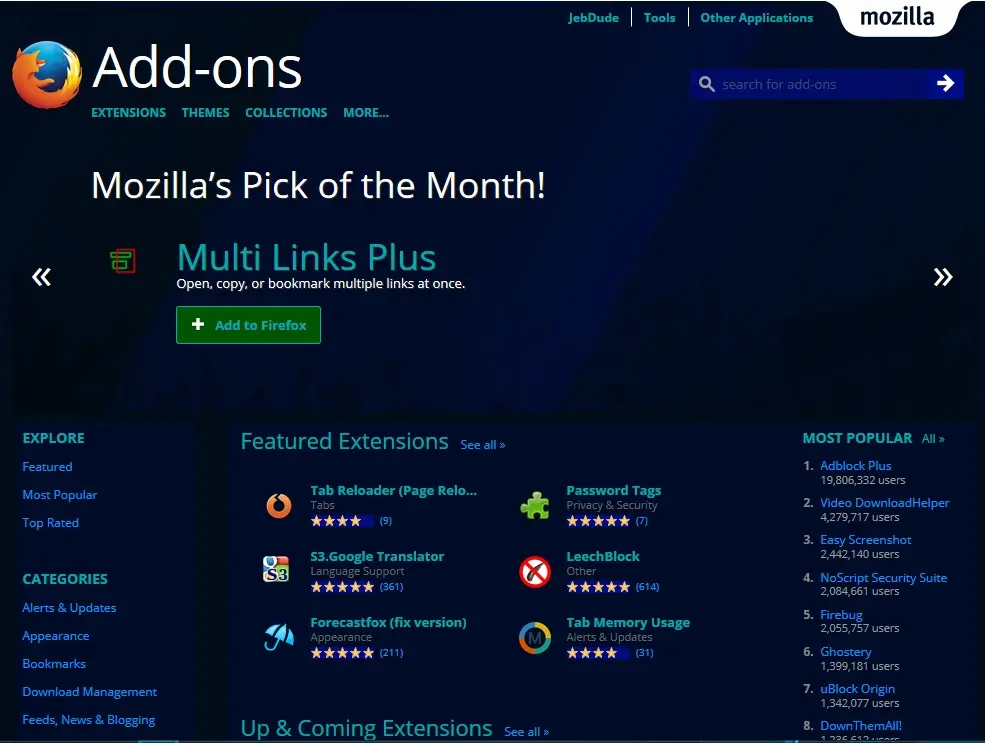 JebDude
Tools
Other Applications
mozilla
Add-ons
search for add-ons
EXTENSIONS
THEMES
COLLECTIONS
MORE...
Mozilla’s Pick of the Month!
Multi Links Plus
Open, copy, or bookmark multiple links at once.
Add to Firefox
EXPLORE
Featured
Most Popular
Top Rated
CATEGORIES
Alerts & Updates
Appearance
Bookmarks
Download Management
Feeds, News & Blogging
Featured Extensions See all »
Tab Reloader (Page Relo...
Tabs
(9)
Password Tags
Privacy & Security
(7)
S3.Google Translator
Language Support
(361)
LeechBlock
Other
(614)
Forecastfox (fix version)
Appearance
(211)
Tab Memory Usage
Alerts & Updates
(31)
Up & Coming Extensions See all »
MOST POPULAR All »
1. Adblock Plus
19,806,332 users
2. Video DownloadHelper
4,279,717 users
3. Easy Screenshot
2,442,140 users
4. NoScript Security Suite
2,084,661 users
5. Firebug
2,055,757 users
6. Ghostery
1,399,181 users
7. uBlock Origin
1,342,077 users
8. DownThemAll!
1,236,612 users